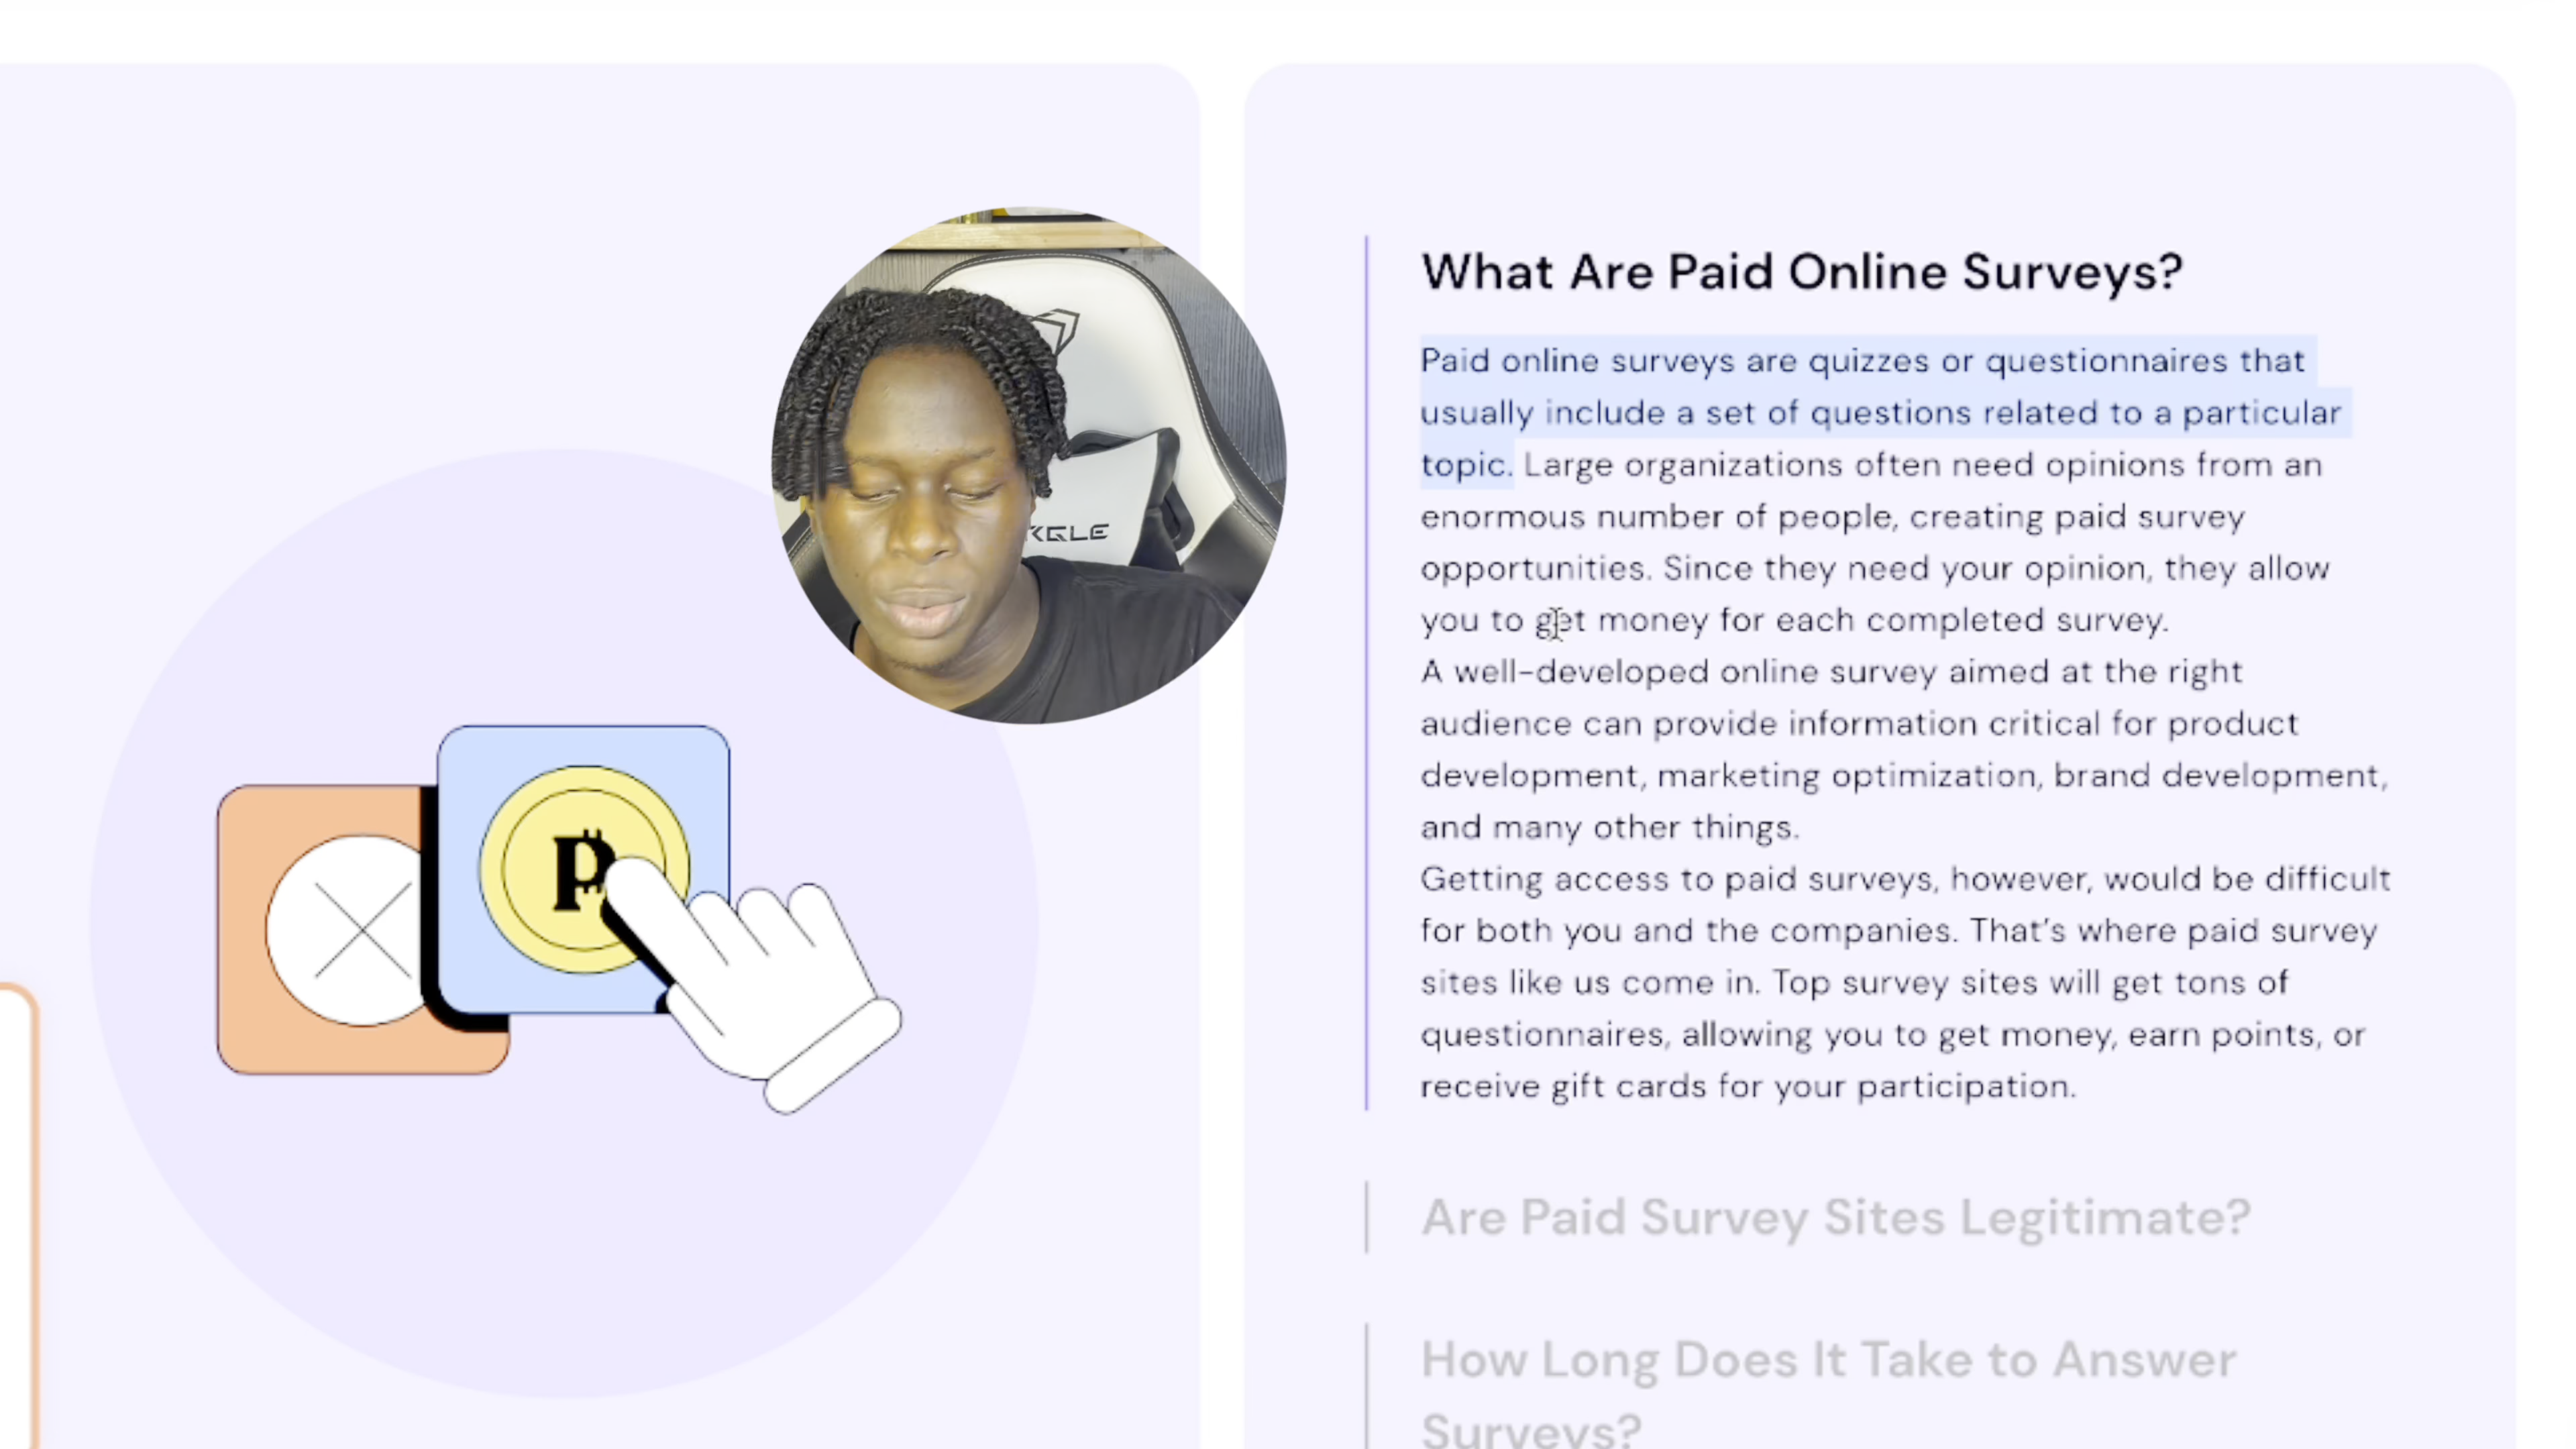 What Are Paid Online Surveys?
Paid online surveys are quizzes or questionnaires that
usually include a set of questions related to a particular
topic. Large organizations often need opinions from an
enormous number of people, creating paid survey
opportunities. Since they need your opinion, they allow
you to get money for each completed survey.
A well-developed online survey aimed at the right
audience can provide information critical for product
development, marketing optimization, brand development,
and many other things.
Getting access to paid surveys, however, would be difficult
for both you and the companies. That's where paid survey
sites like us come in. Top survey sites will get tons of
questionnaires, allowing you to get money, earn points, or
receive gift cards for your participation.
Are Paid Survey Sites Legitimate?
How Long Does It Take to Answer
Surveys?